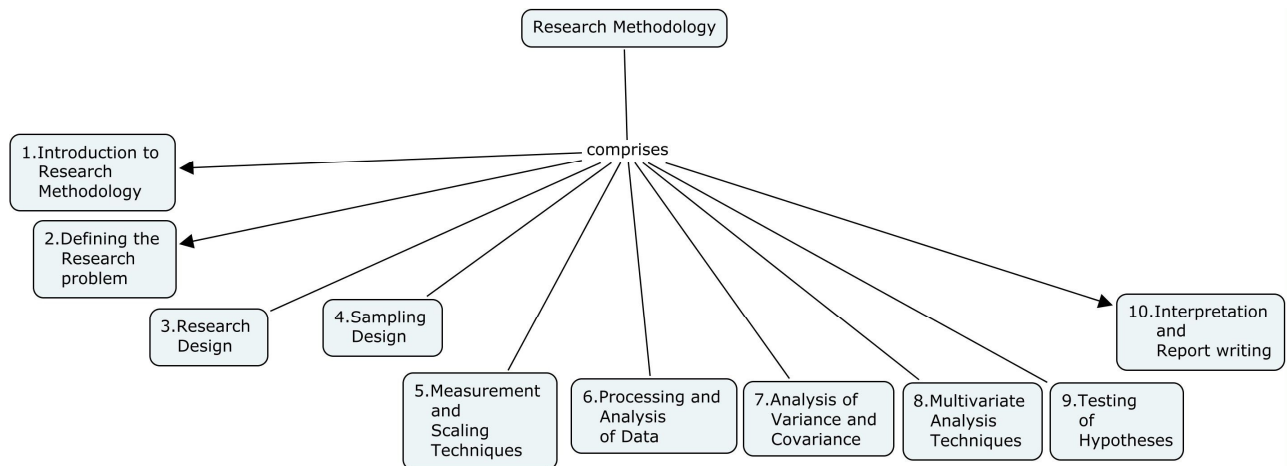 Research Methodology
comprises
1.Introduction to
Research
Methodology
2.Defining the
Research
problem
3.Research
Design
4.Sampling
Design
5.Measurement
and
Scaling
Techniques
6.Processing and
Analysis
of Data
7.Analysis of
Variance and
Covariance
8.Multivariate
Analysis
Techniques
9.Testing
of
Hypotheses
10.Interpretation
and
Report writing